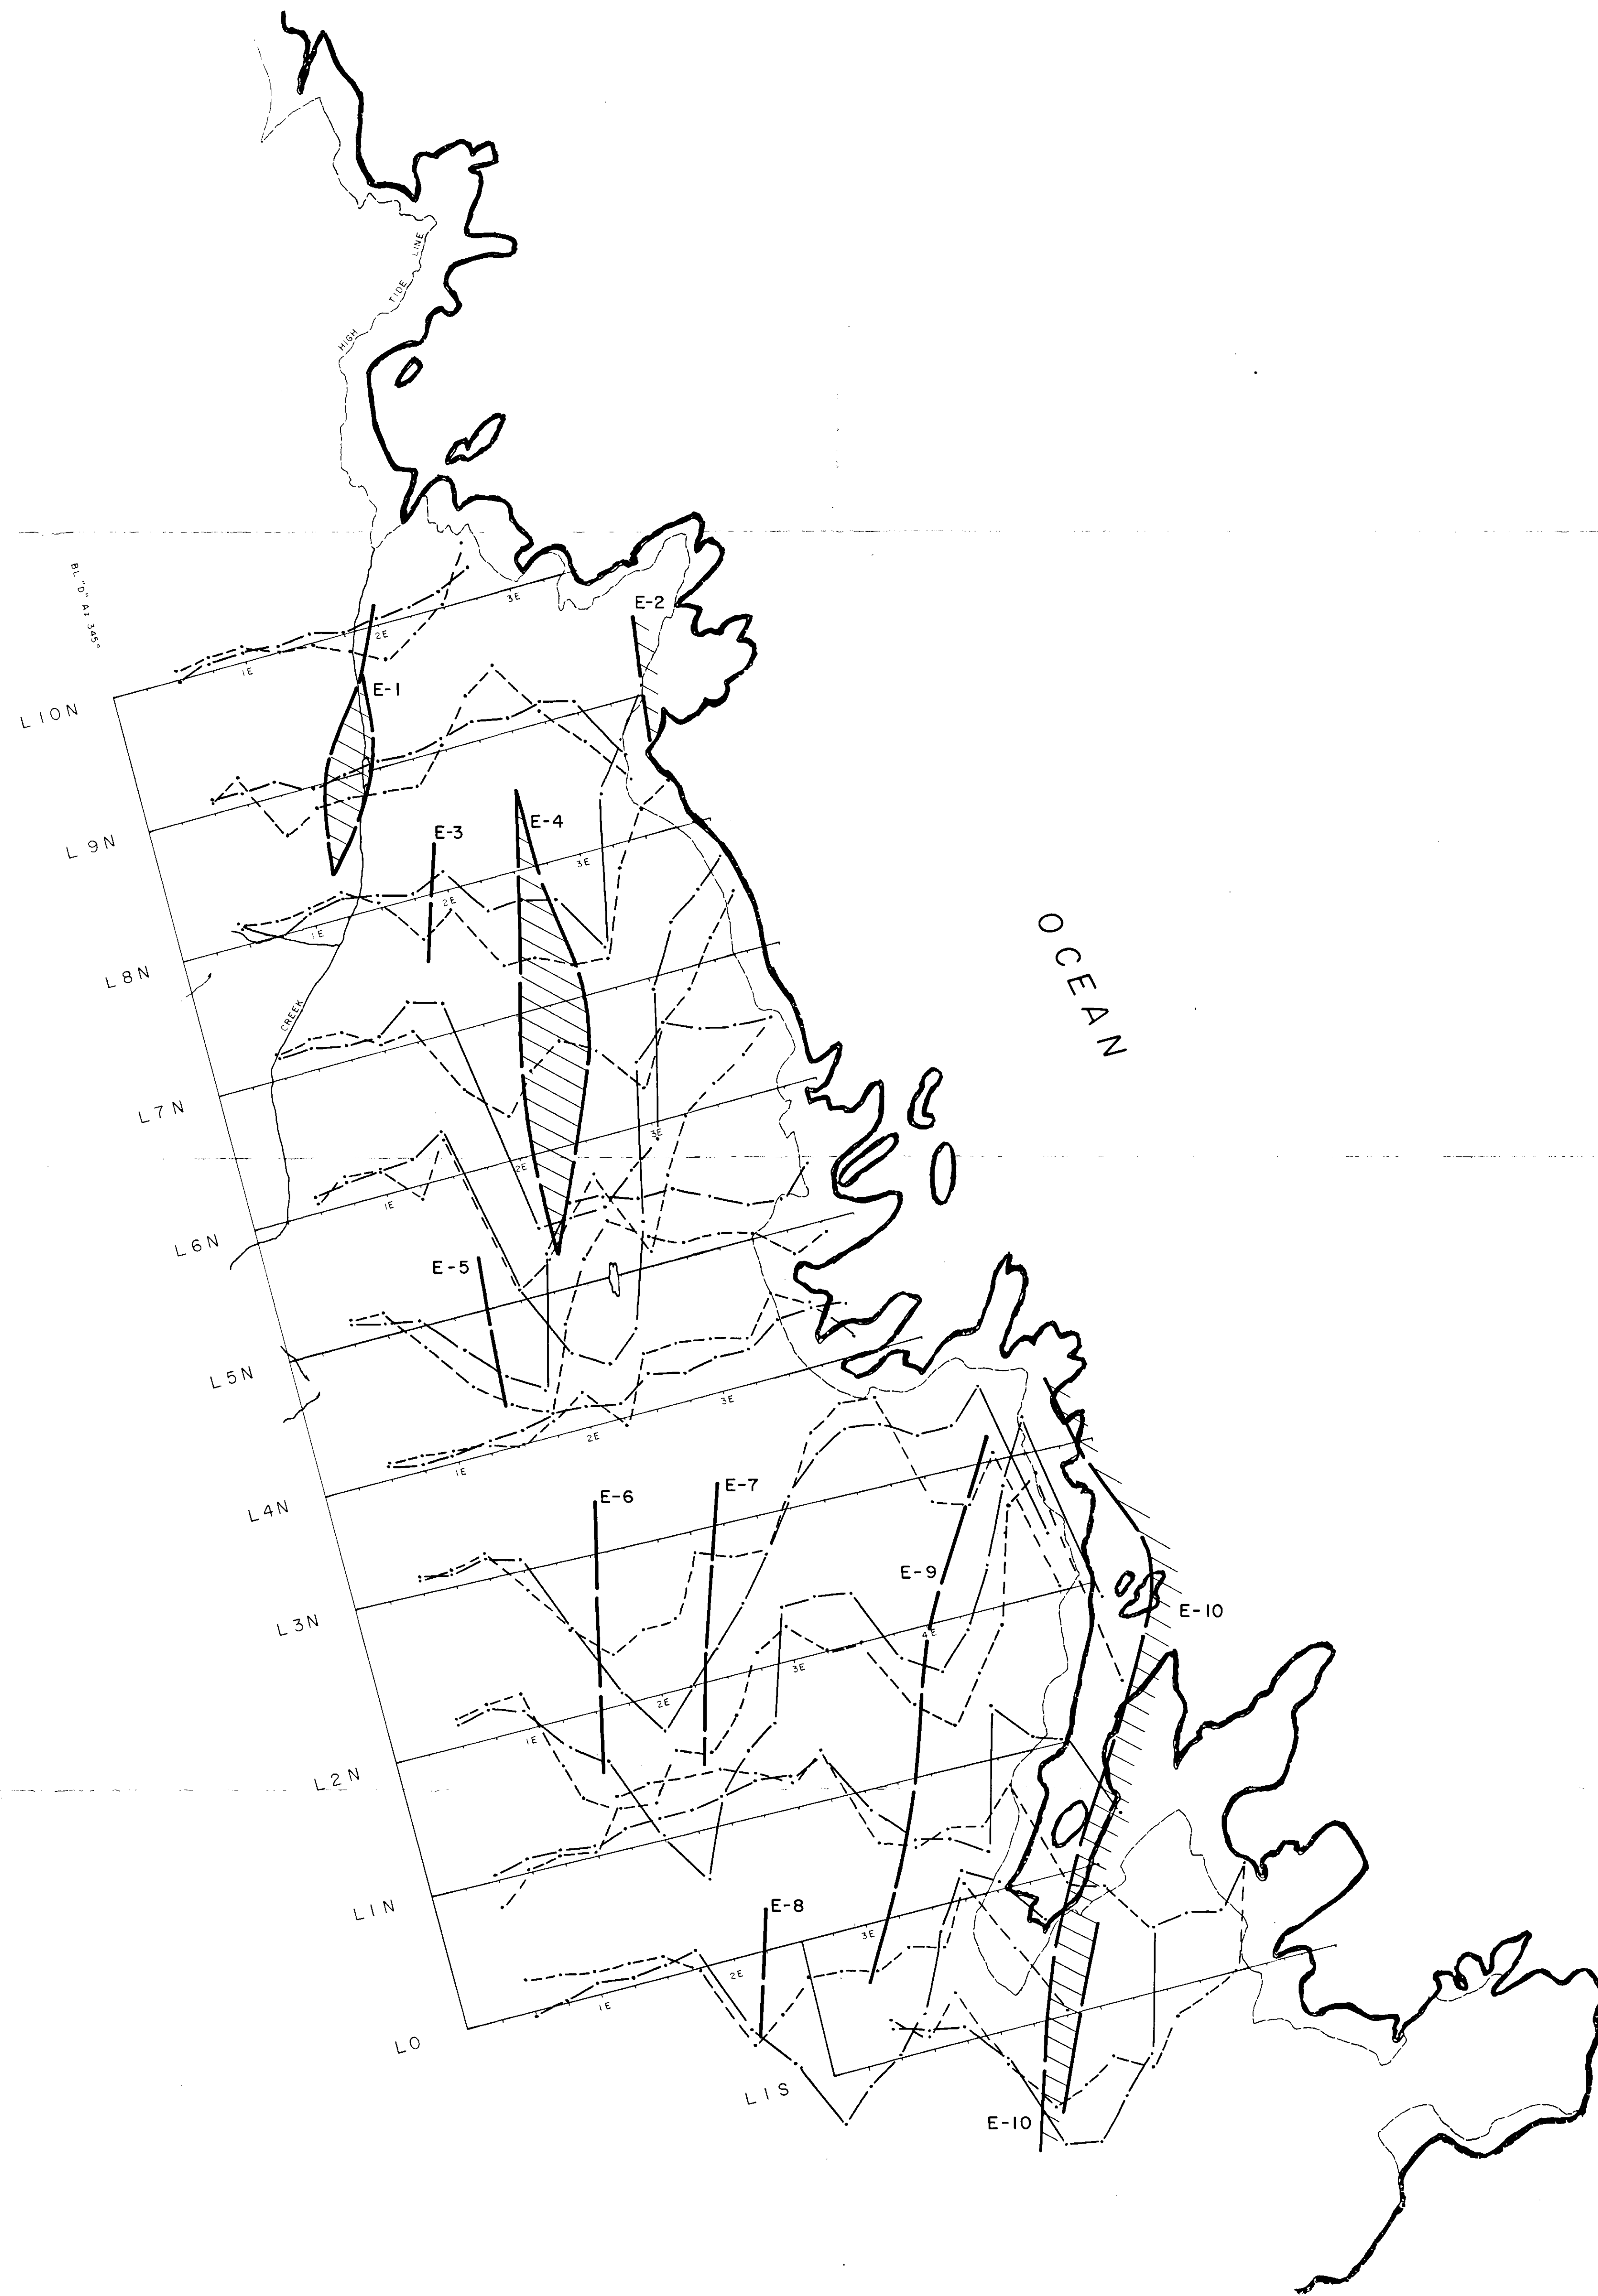 HIGH TIDE LINE
BL "D" Az 345°
E-2
3E
2E
1E
L10N
E-1
L9N
E-3
E-4
3E
2E
1E
L8N
OCEAN
CREEK
L7N
3E
2E
1E
L6N
E-5
L5N
3E
2E
1E
L4N
E-6
E-7
E-9
E-10
L3N
4E
3E
2E
1E
L2N
L1N
E-8
3E
2E
1E
L0
L1S
E-10